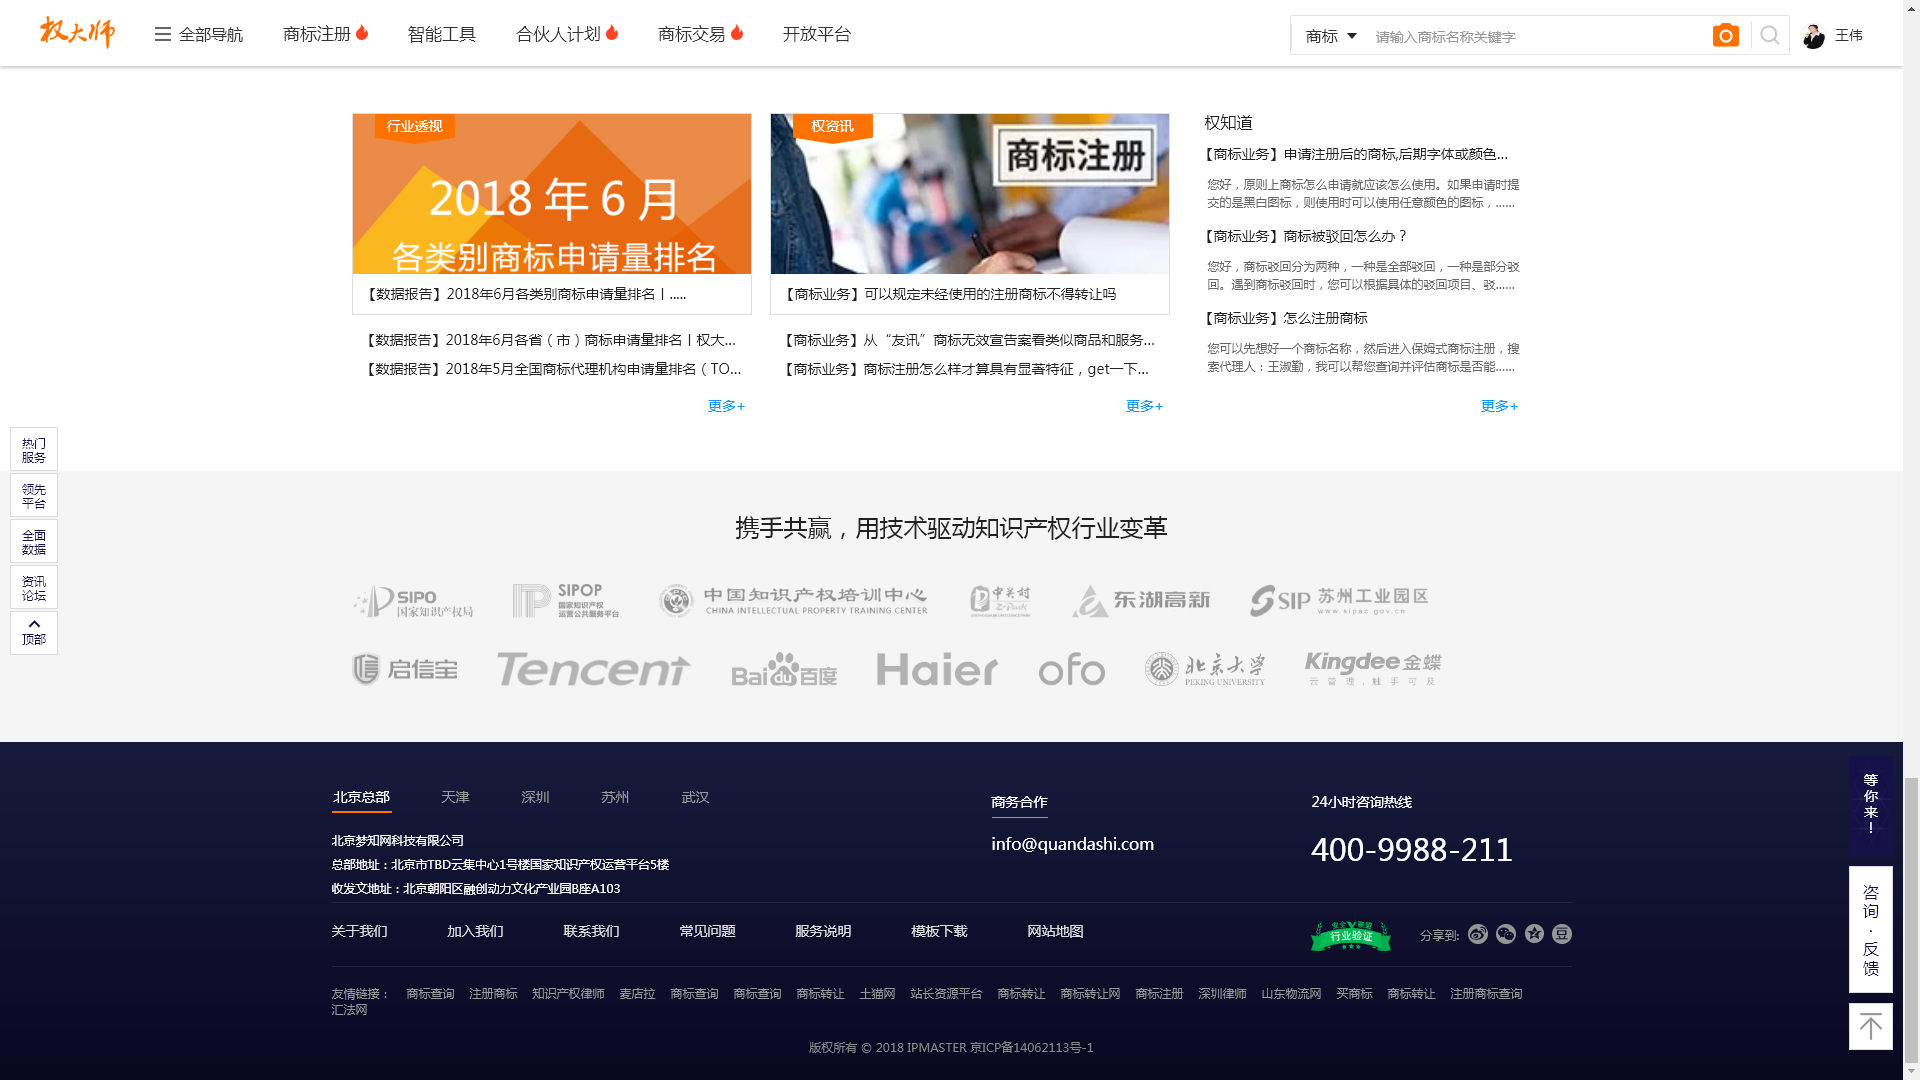 权大师
全部导航
商标注册
智能工具
合伙人计划
商标交易
开放平台
商标
请输入商标名称关键字
王伟
行业透视
2018 年 6 月
各类别商标申请量排名
【数据报告】2018年6月各类别商标申请量排名丨.....
【数据报告】2018年6月各省（市）商标申请量排名丨权大...
【数据报告】2018年5月全国商标代理机构申请量排名（TO...
更多+
权资讯
商标注册
【商标业务】可以规定未经使用的注册商标不得转让吗
【商标业务】从“友讯”商标无效宣告案看类似商品和服务...
【商标业务】商标注册怎么样才算具有显著特征，get一下...
更多+
权知道
【商标业务】申请注册后的商标,后期字体或颜色...
您好，原则上商标怎么申请就应该怎么使用。如果申请时提
交的是黑白图标，则使用时可以使用任意颜色的图标，......
【商标业务】商标被驳回怎么办？
您好，商标驳回分为两种，一种是全部驳回，一种是部分驳
回。遇到商标驳回时，您可以根据具体的驳回项目、驳......
【商标业务】怎么注册商标
您可以先想好一个商标名称，然后进入保姆式商标注册，搜
索代理人：王淑勤，我可以帮您查询并评估商标是否能......
更多+
热门
服务
领先
平台
全面
数据
资讯
论坛
顶部
携手共赢，用技术驱动知识产权行业变革
SIPO
国家知识产权局
SIPOP
国家知识产权
运营公共服务平台
中国知识产权培训中心
CHINA INTELLECTUAL PROPERTY TRAINING CENTER
中关村
Z-Park
东湖高新
SIP 苏州工业园区
www.sipac.gov.cn
启信宝
Tencent
Baidu百度
Haier
ofo
北京大学
PEKING UNIVERSITY
Kingdee金蝶
云管理，触手可及
北京总部
天津
深圳
苏州
武汉
北京梦知网科技有限公司
总部地址：北京市TBD云集中心1号楼国家知识产权运营平台5楼
收发文地址：北京朝阳区融创动力文化产业园B座A103
商务合作
info@quandashi.com
24小时咨询热线
400-9988-211
关于我们
加入我们
联系我们
常见问题
服务说明
模板下载
网站地图
安全V联盟
行业验证
分享到:
友情链接：
商标查询
注册商标
知识产权律师
麦店拉
商标查询
商标查询
商标转让
土猫网
站长资源平台
商标转让
商标转让网
商标注册
深圳律师
山东物流网
买商标
商标转让
注册商标查询
汇法网
版权所有 © 2018 IPMASTER 京ICP备14062113号-1
等
你
来
!
咨
询
·
反
馈